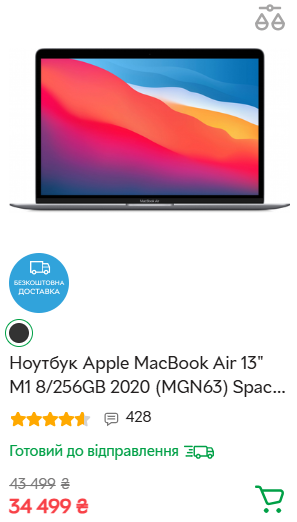 БЕЗКОШТОВНА
ДОСТАВКА
Ноутбук Apple MacBook Air 13"
M1 8/256GB 2020 (MGN63) Spac...
428
Готовий до відправлення
43 499 ₴
34 499 ₴